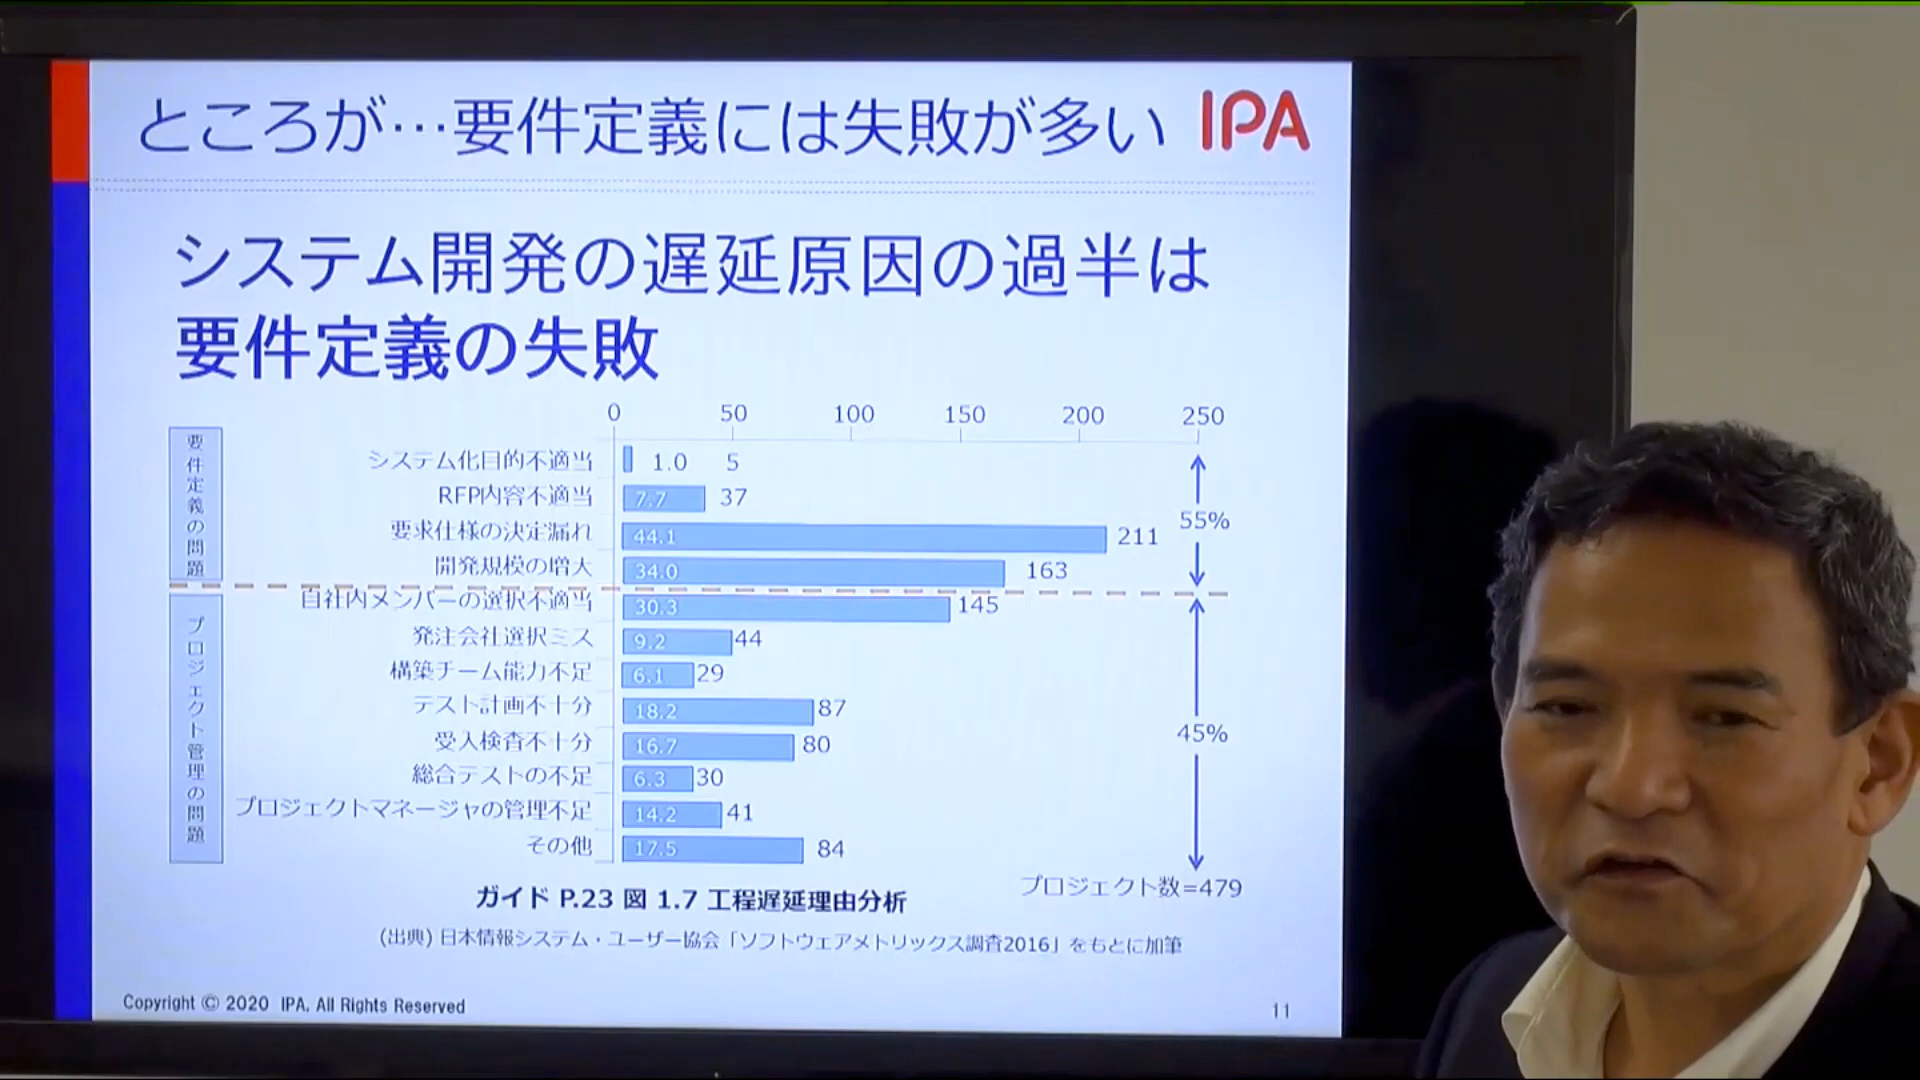 ところが…要件定義には失敗が多い IPA
システム開発の遅延原因の過半は
要件定義の失敗
0 50 100 150 200 250
要件定義の問題
システム化目的不適当 1.0 5
RFP内容不適当 7.7 37
要求仕様の決定漏れ 44.1 211
開発規模の増大 34.0 163
55%
プロジェクト管理の問題
自社内メンバーの選択不適当 30.3 145
発注会社選択ミス 9.2 44
構築チーム能力不足 6.1 29
テスト計画不十分 18.2 87
受入検査不十分 16.7 80
総合テストの不足 6.3 30
プロジェクトマネージャの管理不足 14.2 41
その他 17.5 84
45%
プロジェクト数=479
ガイド P.23 図 1.7 工程遅延理由分析
(出典) 日本情報システム・ユーザー協会「ソフトウェアメトリックス調査2016」をもとに加筆
Copyright © 2020 IPA, All Rights Reserved
11